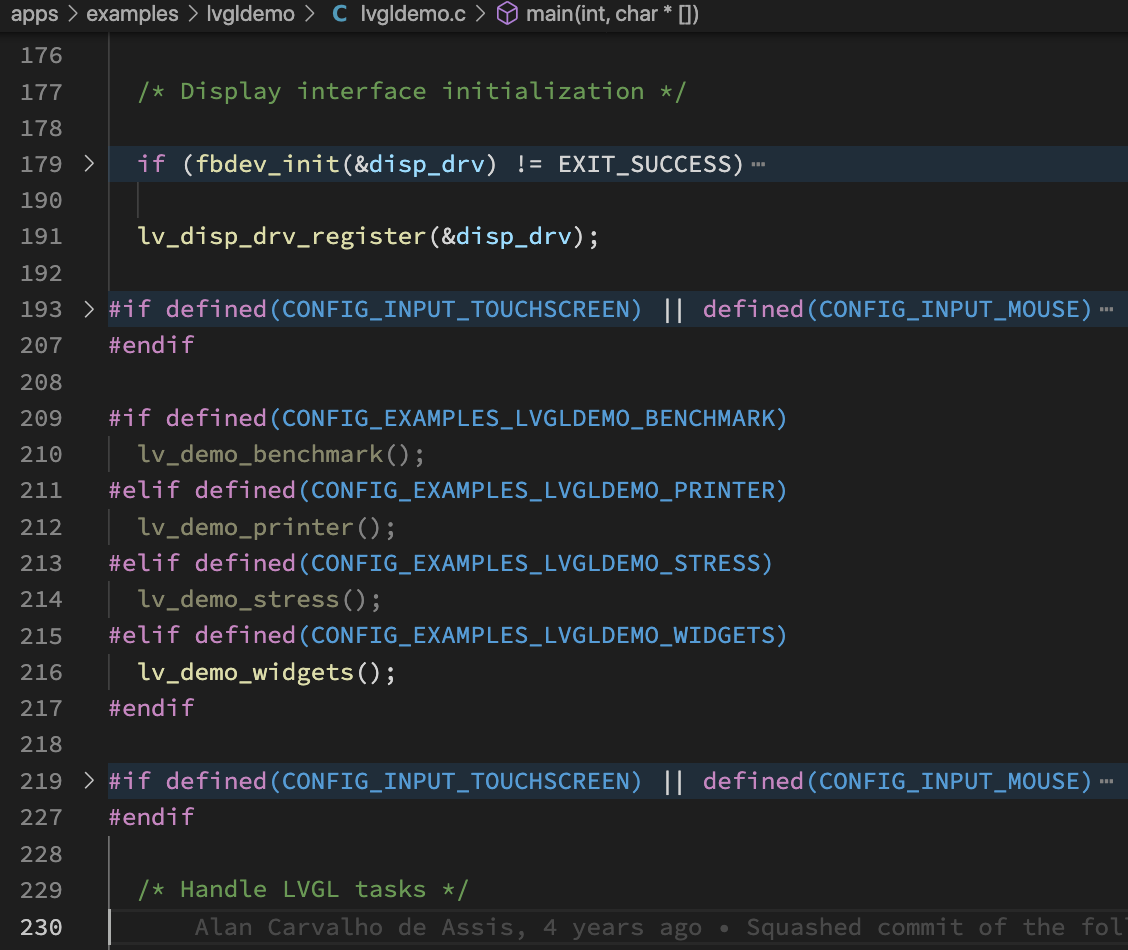 apps > examples > lvgldemo > C lvgldemo.c > main(int, char * [])
176
177 /* Display interface initialization */
178
179 > if (fbdev_init(&disp_drv) != EXIT_SUCCESS)⋯
190
191 lv_disp_drv_register(&disp_drv);
192
193 > #if defined(CONFIG_INPUT_TOUCHSCREEN) || defined(CONFIG_INPUT_MOUSE)⋯
207 #endif
208
209 #if defined(CONFIG_EXAMPLES_LVGLDEMO_BENCHMARK)
210 lv_demo_benchmark();
211 #elif defined(CONFIG_EXAMPLES_LVGLDEMO_PRINTER)
212 lv_demo_printer();
213 #elif defined(CONFIG_EXAMPLES_LVGLDEMO_STRESS)
214 lv_demo_stress();
215 #elif defined(CONFIG_EXAMPLES_LVGLDEMO_WIDGETS)
216 lv_demo_widgets();
217 #endif
218
219 > #if defined(CONFIG_INPUT_TOUCHSCREEN) || defined(CONFIG_INPUT_MOUSE)⋯
227 #endif
228
229 /* Handle LVGL tasks */
230 Alan Carvalho de Assis, 4 years ago • Squashed commit of the fol